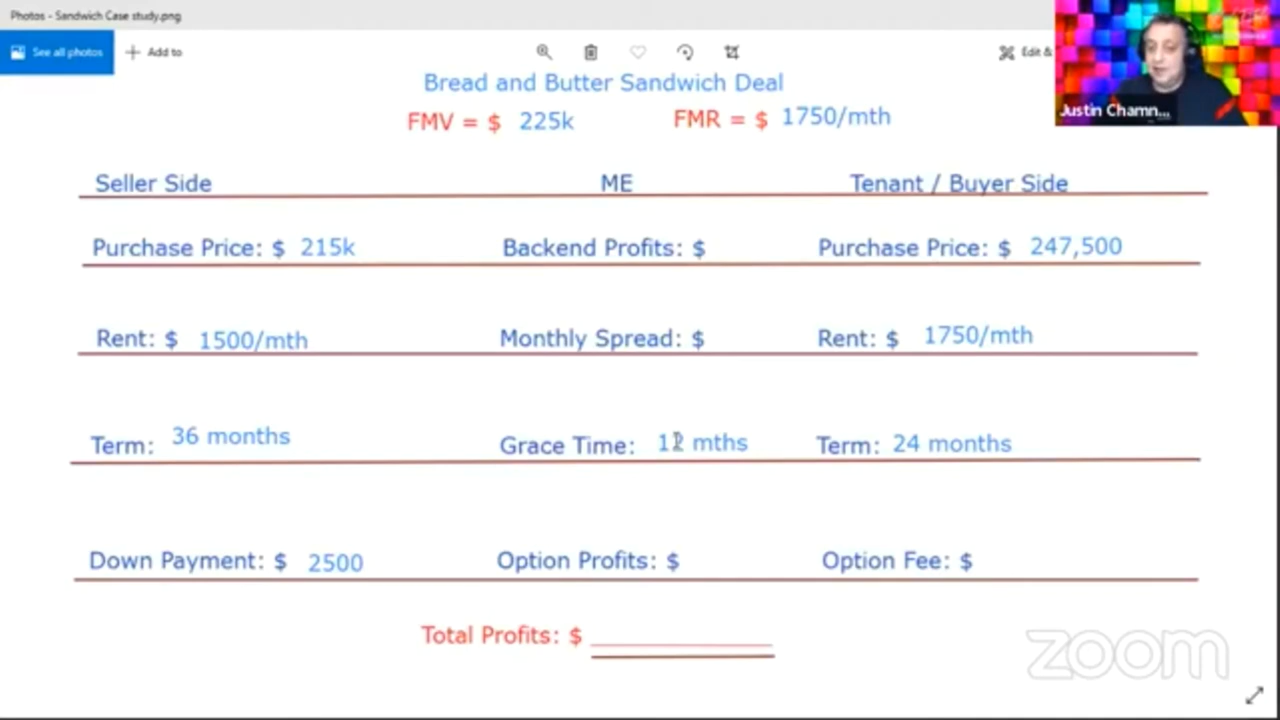 Photos - Sandwich Case study.png
See all photos
Add to
Edit &
Justin Chamn...
Bread and Butter Sandwich Deal
FMV = $ 225k FMR = $ 1750/mth
Seller Side ME Tenant / Buyer Side
Purchase Price: $ 215k Backend Profits: $ Purchase Price: $ 247,500
Rent: $ 1500/mth Monthly Spread: $ Rent: $ 1750/mth
Term: 36 months Grace Time: 12 mths Term: 24 months
Down Payment: $ 2500 Option Profits: $ Option Fee: $
Total Profits: $
zoom